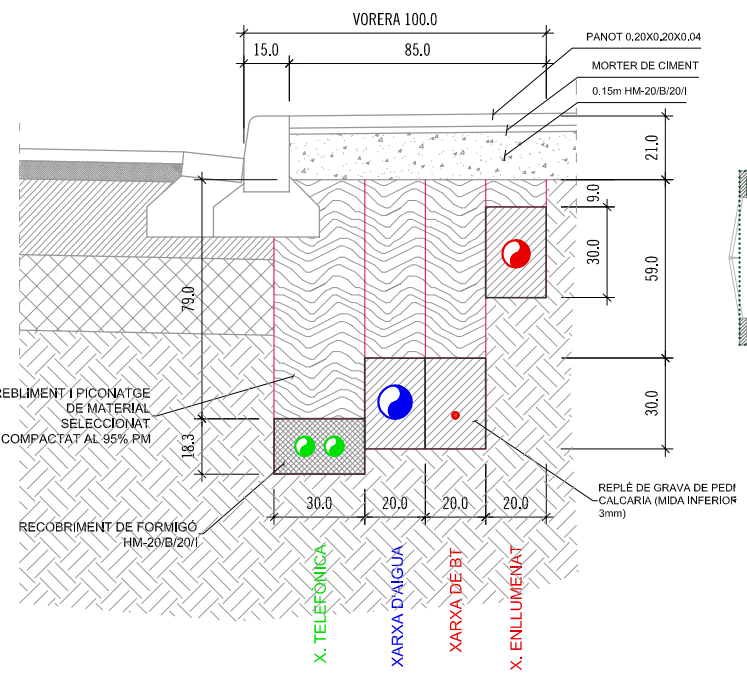 VORERA 100.0
15.0
85.0
PANOT 0,20X0,20X0.04
MORTER DE CIMENT
0.15m HM-20/B/20/I
21.0
9.0
30.0
59.0
79.0
30.0
REBLIMENT I PICONATGE
DE MATERIAL
SELECCIONAT
COMPACTAT AL 95% PM
18.3
RECOBRIMENT DE FORMIGÓ
HM-20/B/20/I
30.0
20.0
20.0
20.0
REPLÈ DE GRAVA DE
CALCARIA (MIDA INFERIOR
3mm)
X. TELEFÒNICA
XARXA D'AIGUA
XARXA DE BT
X. ENLLUMENAT